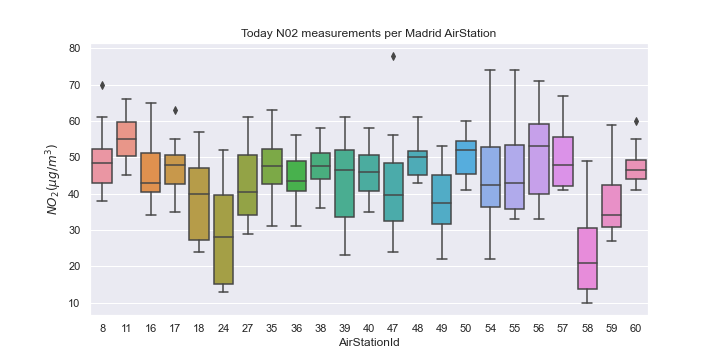 Today N02 measurements per Madrid AirStation
NO2(µg/m3)
80
70
60
50
40
30
20
10
8 11 16 17 18 24 27 35 36 38 39 40 47 48 49 50 54 55 56 57 58 59 60
AirStationId